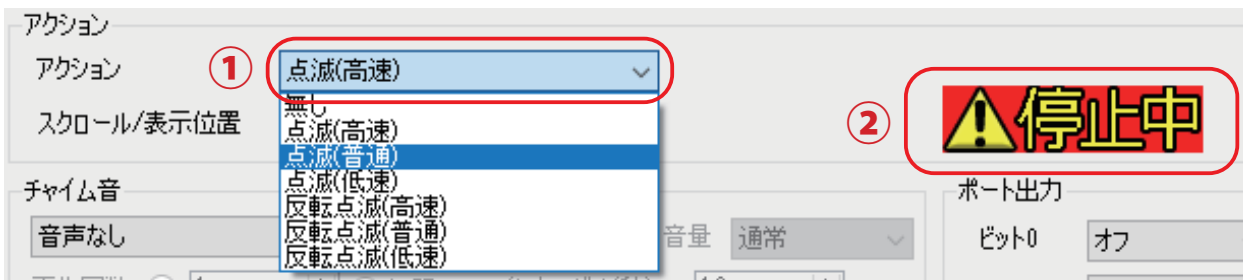 アクション
アクション
①
点滅(高速)
無し
点滅(高速)
点滅(普通)
点滅(低速)
反転点滅(高速)
反転点滅(普通)
反転点滅(低速)
スクロール/表示位置
②
停止中
チャイム音
音声なし
音量
通常
ポート出力
ビット0
オフ